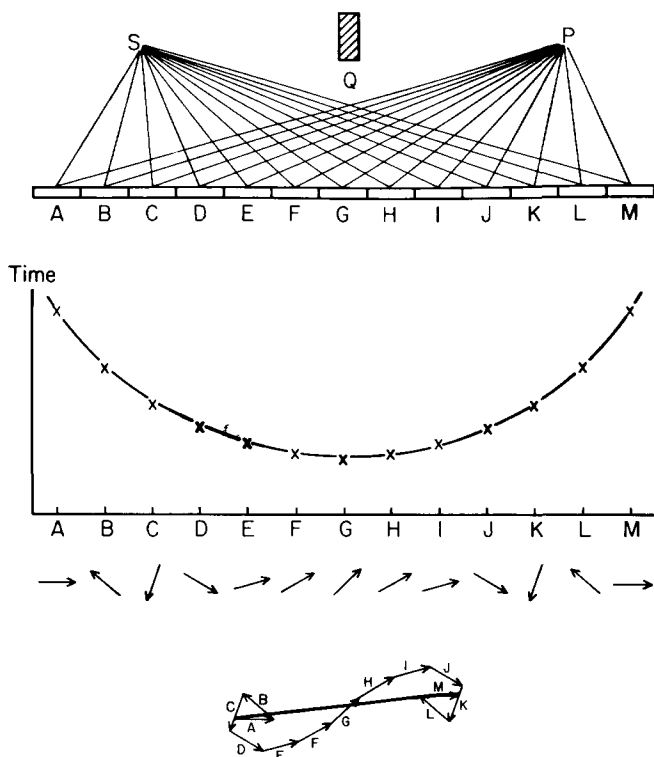 S P
Q
A B C D E F G H I J K L M
Time
A B C D E F G H I J K L M
H I J
C B M K
A G L
D E F